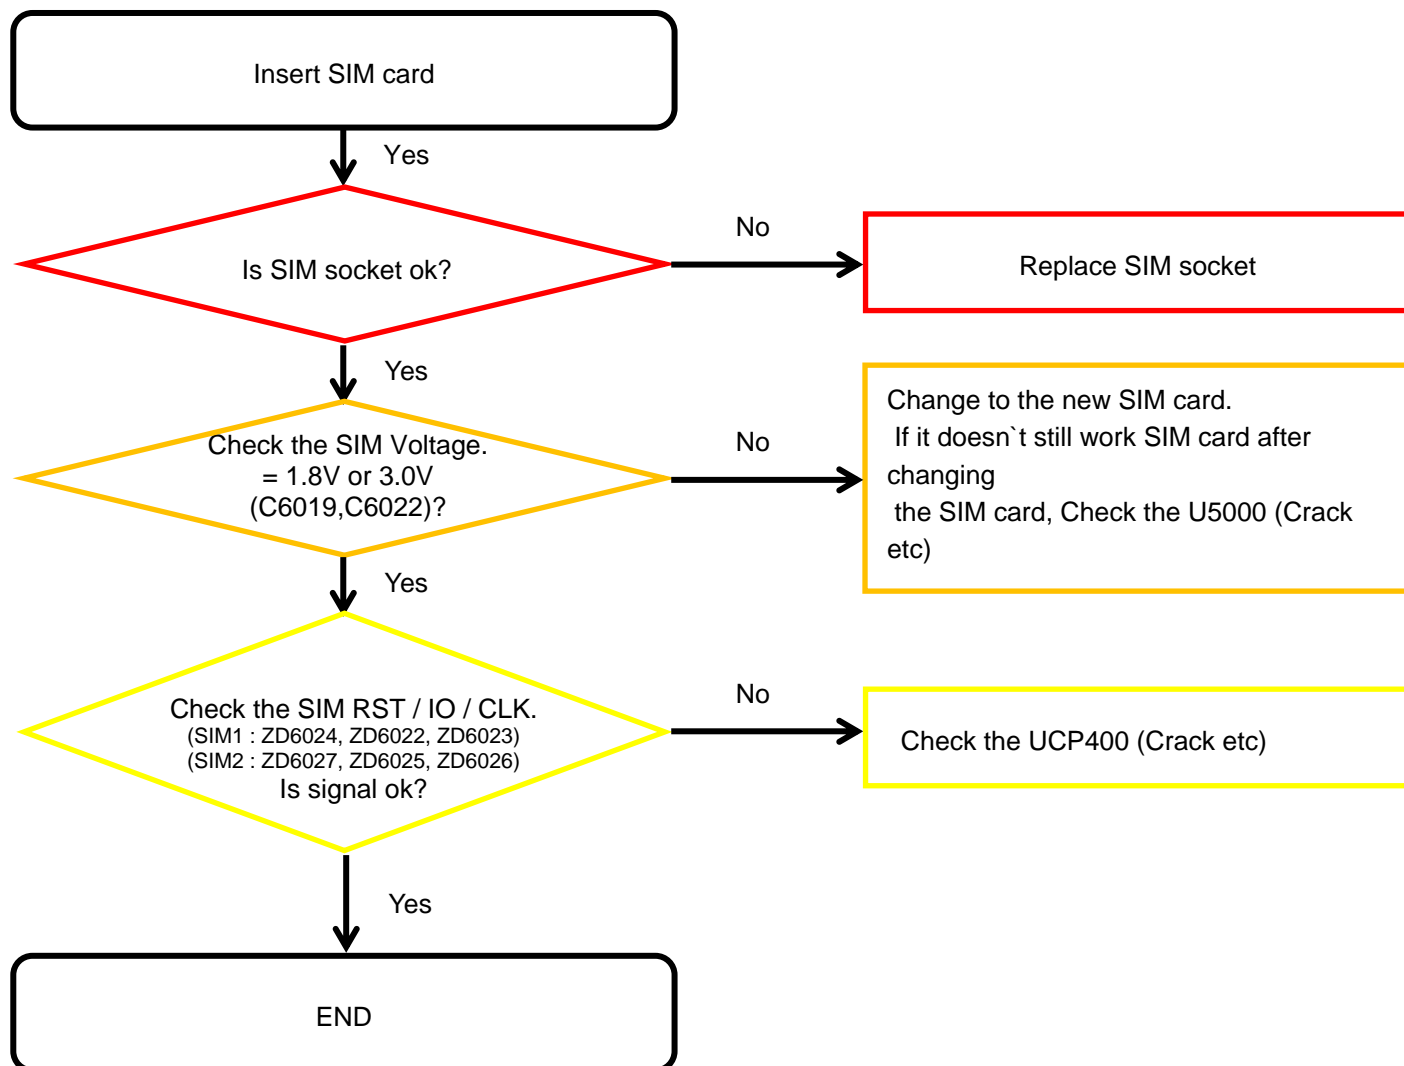 Insert SIM card
Yes
Is SIM socket ok?
No
Replace SIM socket
Yes
Check the SIM Voltage.
= 1.8V or 3.0V
(C6019,C6022)?
No
Change to the new SIM card.
If it doesn`t still work SIM card after
changing
the SIM card, Check the U5000 (Crack
etc)
Yes
Check the SIM RST / IO / CLK.
(SIM1 : ZD6024, ZD6022, ZD6023)
(SIM2 : ZD6027, ZD6025, ZD6026)
Is signal ok?
No
Check the UCP400 (Crack etc)
Yes
END